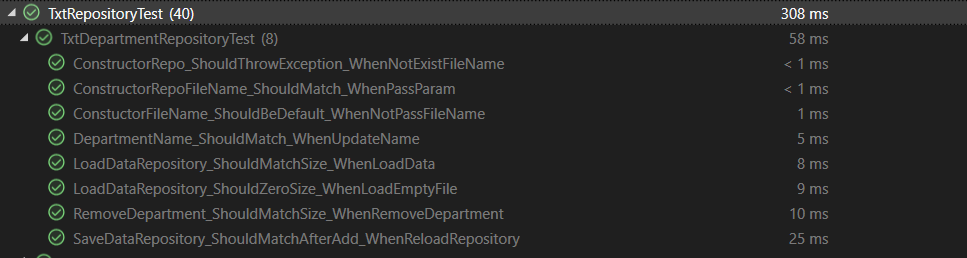 TxtRepositoryTest (40) 308 ms
TxtDepartmentRepositoryTest (8) 58 ms
ConstructorRepo_ShouldThrowException_WhenNotExistFileName < 1 ms
ConstructorRepoFileName_ShouldMatch_WhenPassParam < 1 ms
ConstuctorFileName_ShouldBeDefault_WhenNotPassFileName 1 ms
DepartmentName_ShouldMatch_WhenUpdateName 5 ms
LoadDataRepository_ShouldMatchSize_WhenLoadData 8 ms
LoadDataRepository_ShouldZeroSize_WhenLoadEmptyFile 9 ms
RemoveDepartment_ShouldMatchSize_WhenRemoveDepartment 10 ms
SaveDataRepository_ShouldMatchAfterAdd_WhenReloadRepository 25 ms